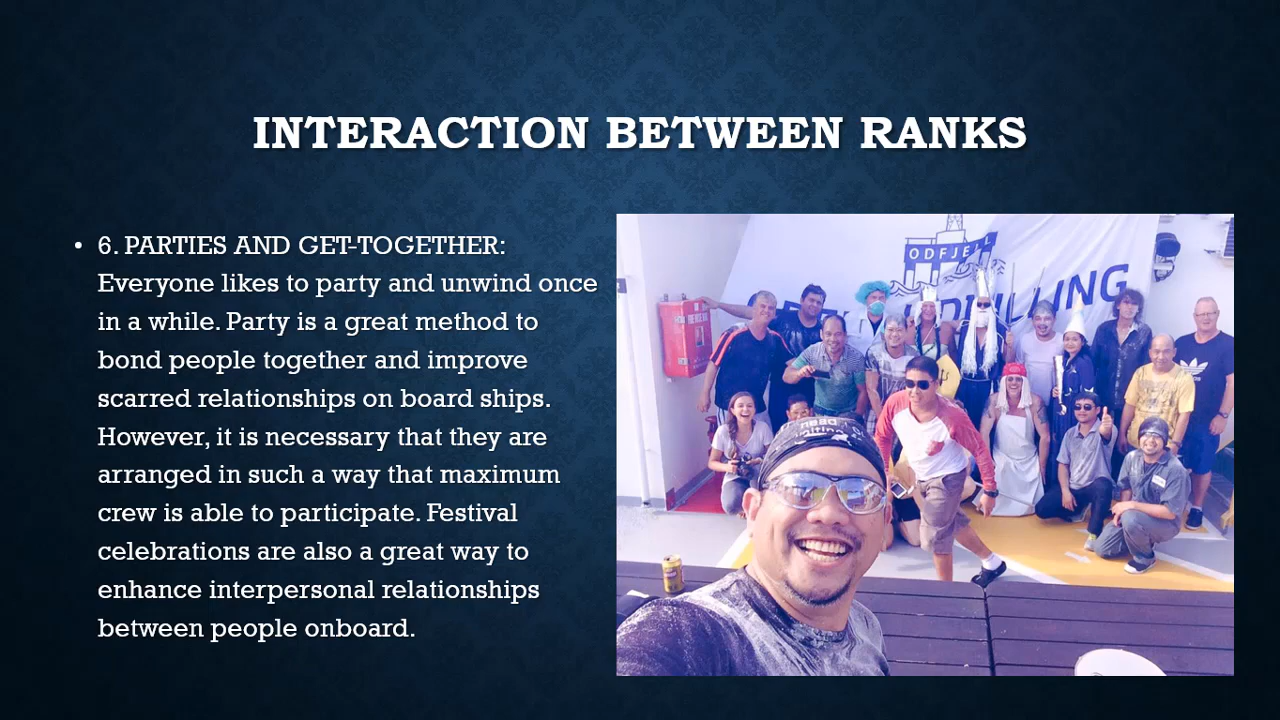 INTERACTION BETWEEN RANKS
• 6. PARTIES AND GET-TOGETHER:
Everyone likes to party and unwind once
in a while. Party is a great method to
bond people together and improve
scarred relationships on board ships.
However, it is necessary that they are
arranged in such a way that maximum
crew is able to participate. Festival
celebrations are also a great way to
enhance interpersonal relationships
between people onboard.
ODFJELL